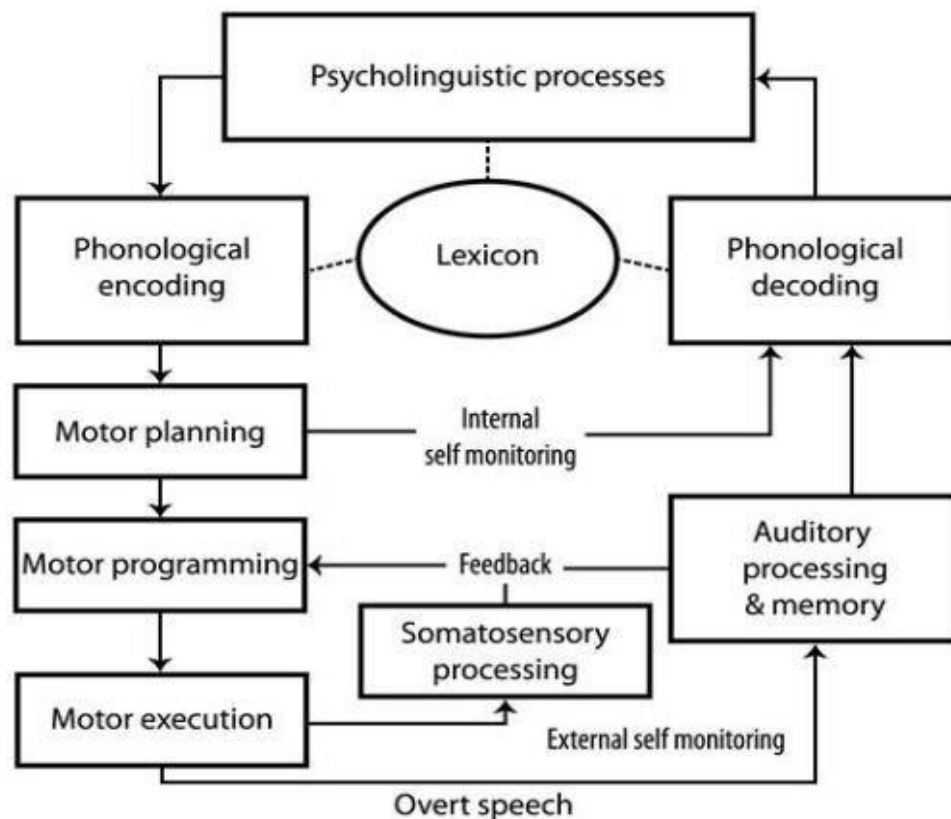 Psycholinguistic processes
Phonological
encoding
Lexicon
Phonological
decoding
Motor planning
Internal
self monitoring
Motor programming
Feedback
Auditory
processing
& memory
Somatosensory
processing
Motor execution
External self monitoring
Overt speech